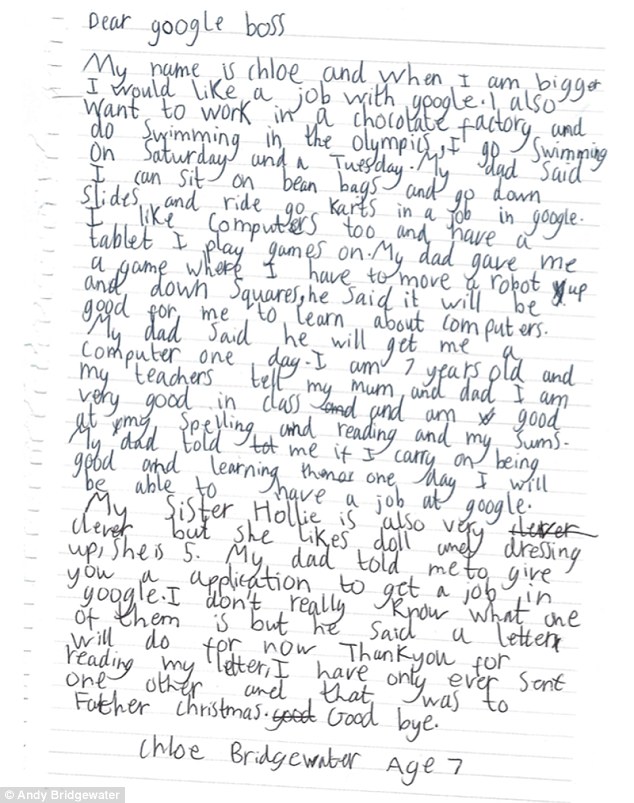 Dear google boss
My name is chloe and when I am bigger
I would like a job with google. I also
want to work in a chocolate factory and
do Swimming in the olympics, I go Swimming
On Saturday and a Tuesday. My dad Said
I can Sit on bean bags and go down
Slides and ride go karts in a job in google.
I like Computers too and have a
tablet I play games on. My dad gave me
a game where I have to move a robot up
and down Squares, he Said it will be
good for me to learn about computers.
My dad Said he will get me a
Computer one day. I am 7 years old and
my teachers tell my mum and dad I am
very good in class and and am good
at my Spelling and reading and my Sums.
My dad told me if I carry on being
good and learning one day I will
be able to have a job at google.
My Sister Hollie is also very clever
clever but she likes doll and dressing
up, She is 5. My dad told me to give
you a application to get a job in
google. I don't really know what one
of them is but he Said a letter
will do for now Thankyou for
reading my letter, I have only ever Sent
one other and that was to
Father christmas. good Good bye.
Chloe Bridgewater Age 7
© Andy Bridgewater